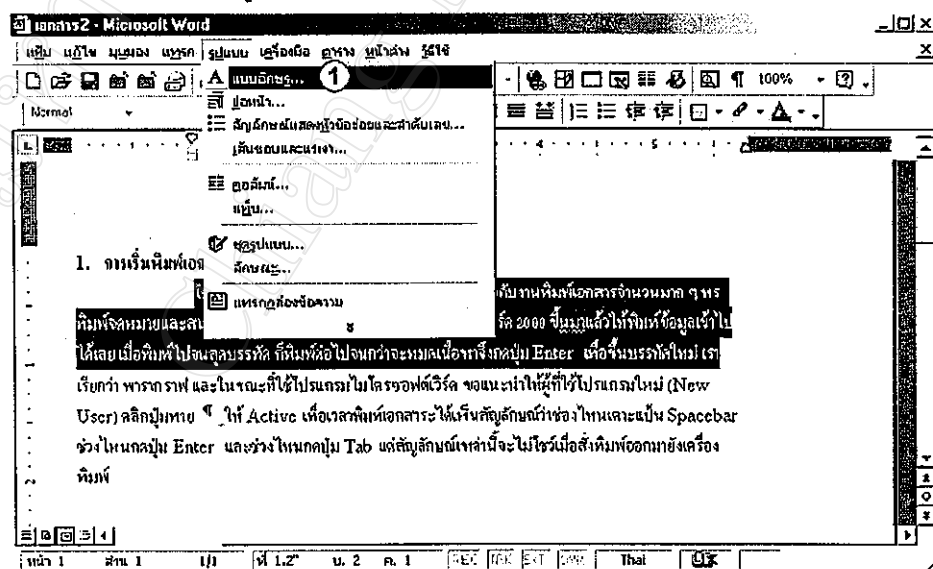 เอกสาร2 - Microsoft Word
แฟ้ม แก้ไข มุมมอง แทรก รูปแบบ เครื่องมือ ตาราง หน้าต่าง วิธีใช้
แบบอักษร... 1
100%
Normal
ย่อหน้า...
สัญลักษณ์แสดงหัวข้อย่อยและลำดับเลข...
เส้นขอบและแรเงา...
คอลัมน์...
แท็บ...
ชุดรูปแบบ...
ลักษณะ...
แทรกกล่องข้อความ
1. การเริ่มพิมพ์เอก
กับงานพิมพ์เอกสารจำนวนมาก ๆ พร
พิมพ์จดหมายและส ร์ด 2000 ขึ้นมาแล้วให้พิมพ์ข้อมูลเข้าไป
ได้เลย เมื่อพิมพ์ไปจนสุดบรรทัด ก็พิมพ์ต่อไปจนกว่าจะหมดเนื้อหาจึงกดปุ่ม Enter เพื่อขึ้นบรรทัดใหม่ เรา
เรียกว่า พารากราฟ และในขณะที่ใช้โปรแกรมไมโครซอฟต์เวิร์ด ขอแนะนำให้ผู้ที่ใช้โปรแกรมใหม่ (New
User) คลิกปุ่มทาย ¶ ให้ Active เพื่อเวลาพิมพ์เอกสารจะได้เห็นสัญลักษณ์ว่าช่องไหนเคาะแป้น Spacebar
ช่วงไหนกดปุ่ม Enter และช่วงไหนกดปุ่ม Tab แต่สัญลักษณ์เหล่านี้จะไม่โชว์เมื่อสั่งพิมพ์ออกมายังเครื่อง
พิมพ์
หน้า 1 ส่วน 1 1/1 ที่ 1.2" บ. 2 ค. 1 REC EXT Thai